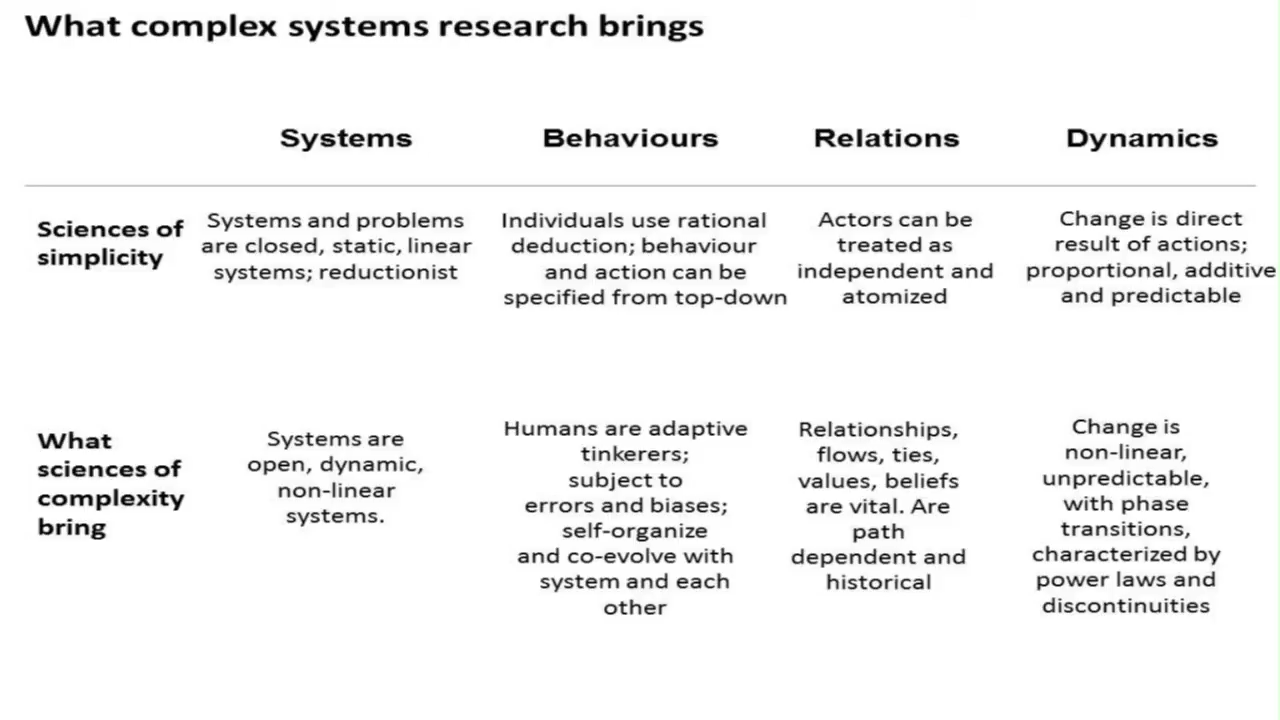 What complex systems research brings
Systems
Behaviours
Relations
Dynamics
Sciences of
simplicity
Systems and problems
are closed, static, linear
systems; reductionist
Individuals use rational
deduction; behaviour
and action can be
specified from top-down
Actors can be
treated as
independent and
atomized
Change is direct
result of actions;
proportional, additive
and predictable
What
sciences of
complexity
bring
Systems are
open, dynamic,
non-linear
systems.
Humans are adaptive
tinkerers;
subject to
errors and biases;
self-organize
and co-evolve with
system and each
other
Relationships,
flows, ties,
values, beliefs
are vital. Are
path
dependent and
historical
Change is
non-linear,
unpredictable,
with phase
transitions,
characterized by
power laws and
discontinuities